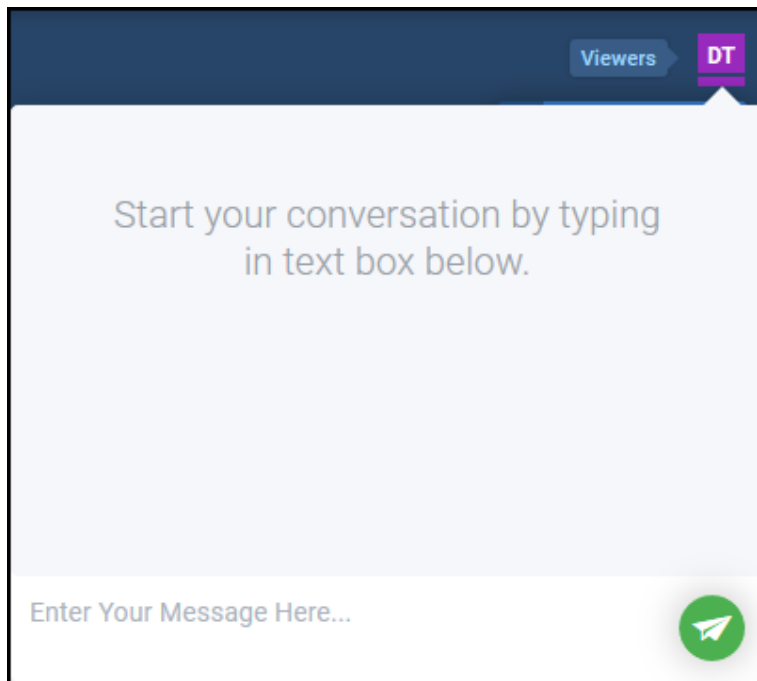 Viewers
DT
Start your conversation by typing
in text box below.
Enter Your Message Here...